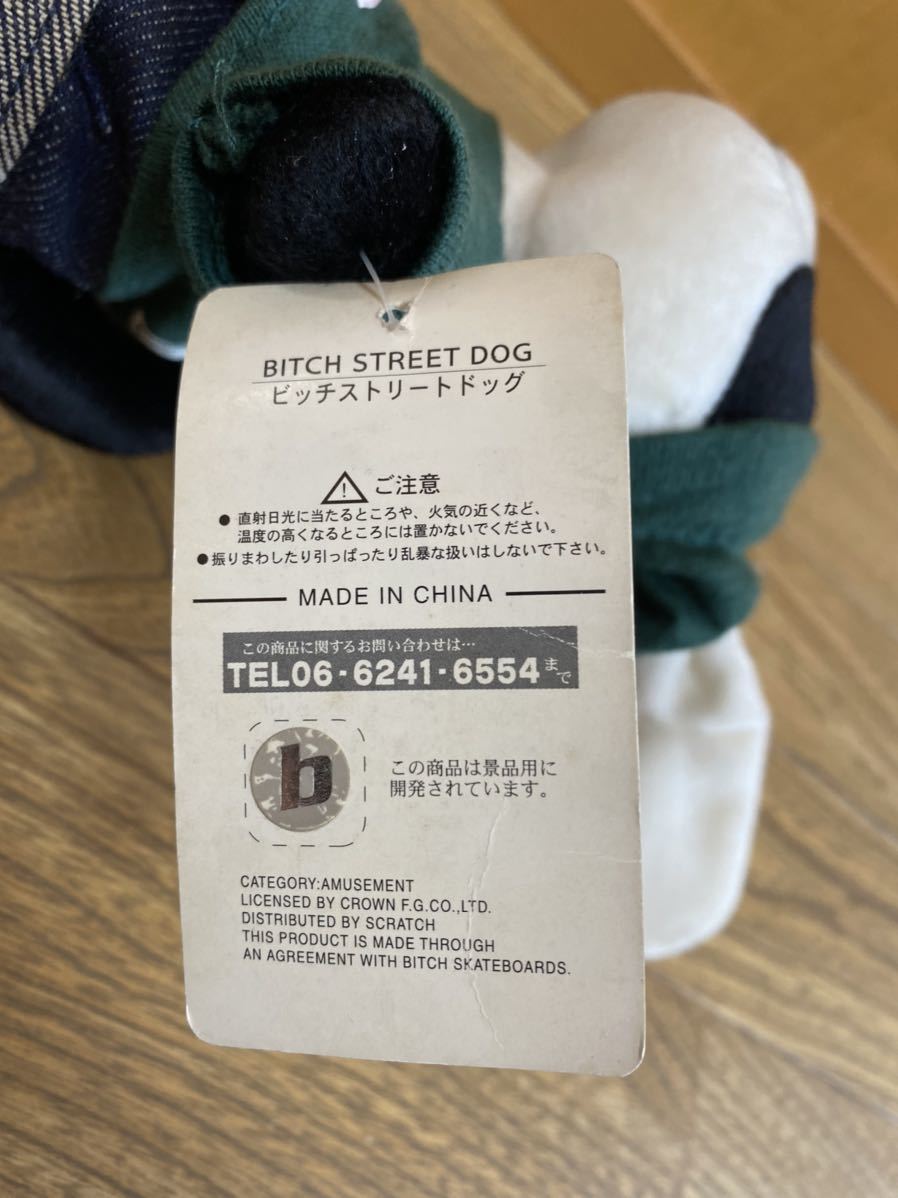 BITCH STREET DOG
ビッチストリートドッグ
ご注意
● 直射日光に当たるところや、火気の近くなど、
温度の高くなるところには置かないでください。
●振りまわしたり引っぱったり乱暴な扱いはしないで下さい。
MADE IN CHINA
この商品に関するお問い合わせは…
TEL06-6241-6554まで
b
この商品は景品用に
開発されています。
CATEGORY:AMUSEMENT
LICENSED BY CROWN F.G.CO.,LTD.
DISTRIBUTED BY SCRATCH
THIS PRODUCT IS MADE THROUGH
AN AGREEMENT WITH BITCH SKATEBOARDS.